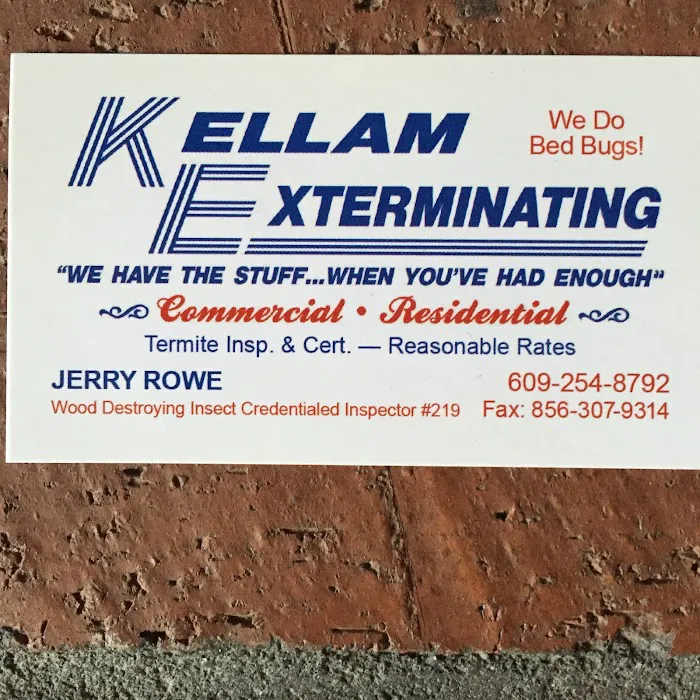 KELLAM
We Do
Bed Bugs!
EXTERMINATING
“WE HAVE THE STUFF...WHEN YOU’VE HAD ENOUGH”
Commercial • Residential
Termite Insp. & Cert. — Reasonable Rates
JERRY ROWE
609-254-8792
Wood Destroying Insect Credentialed Inspector #219
Fax: 856-307-9314